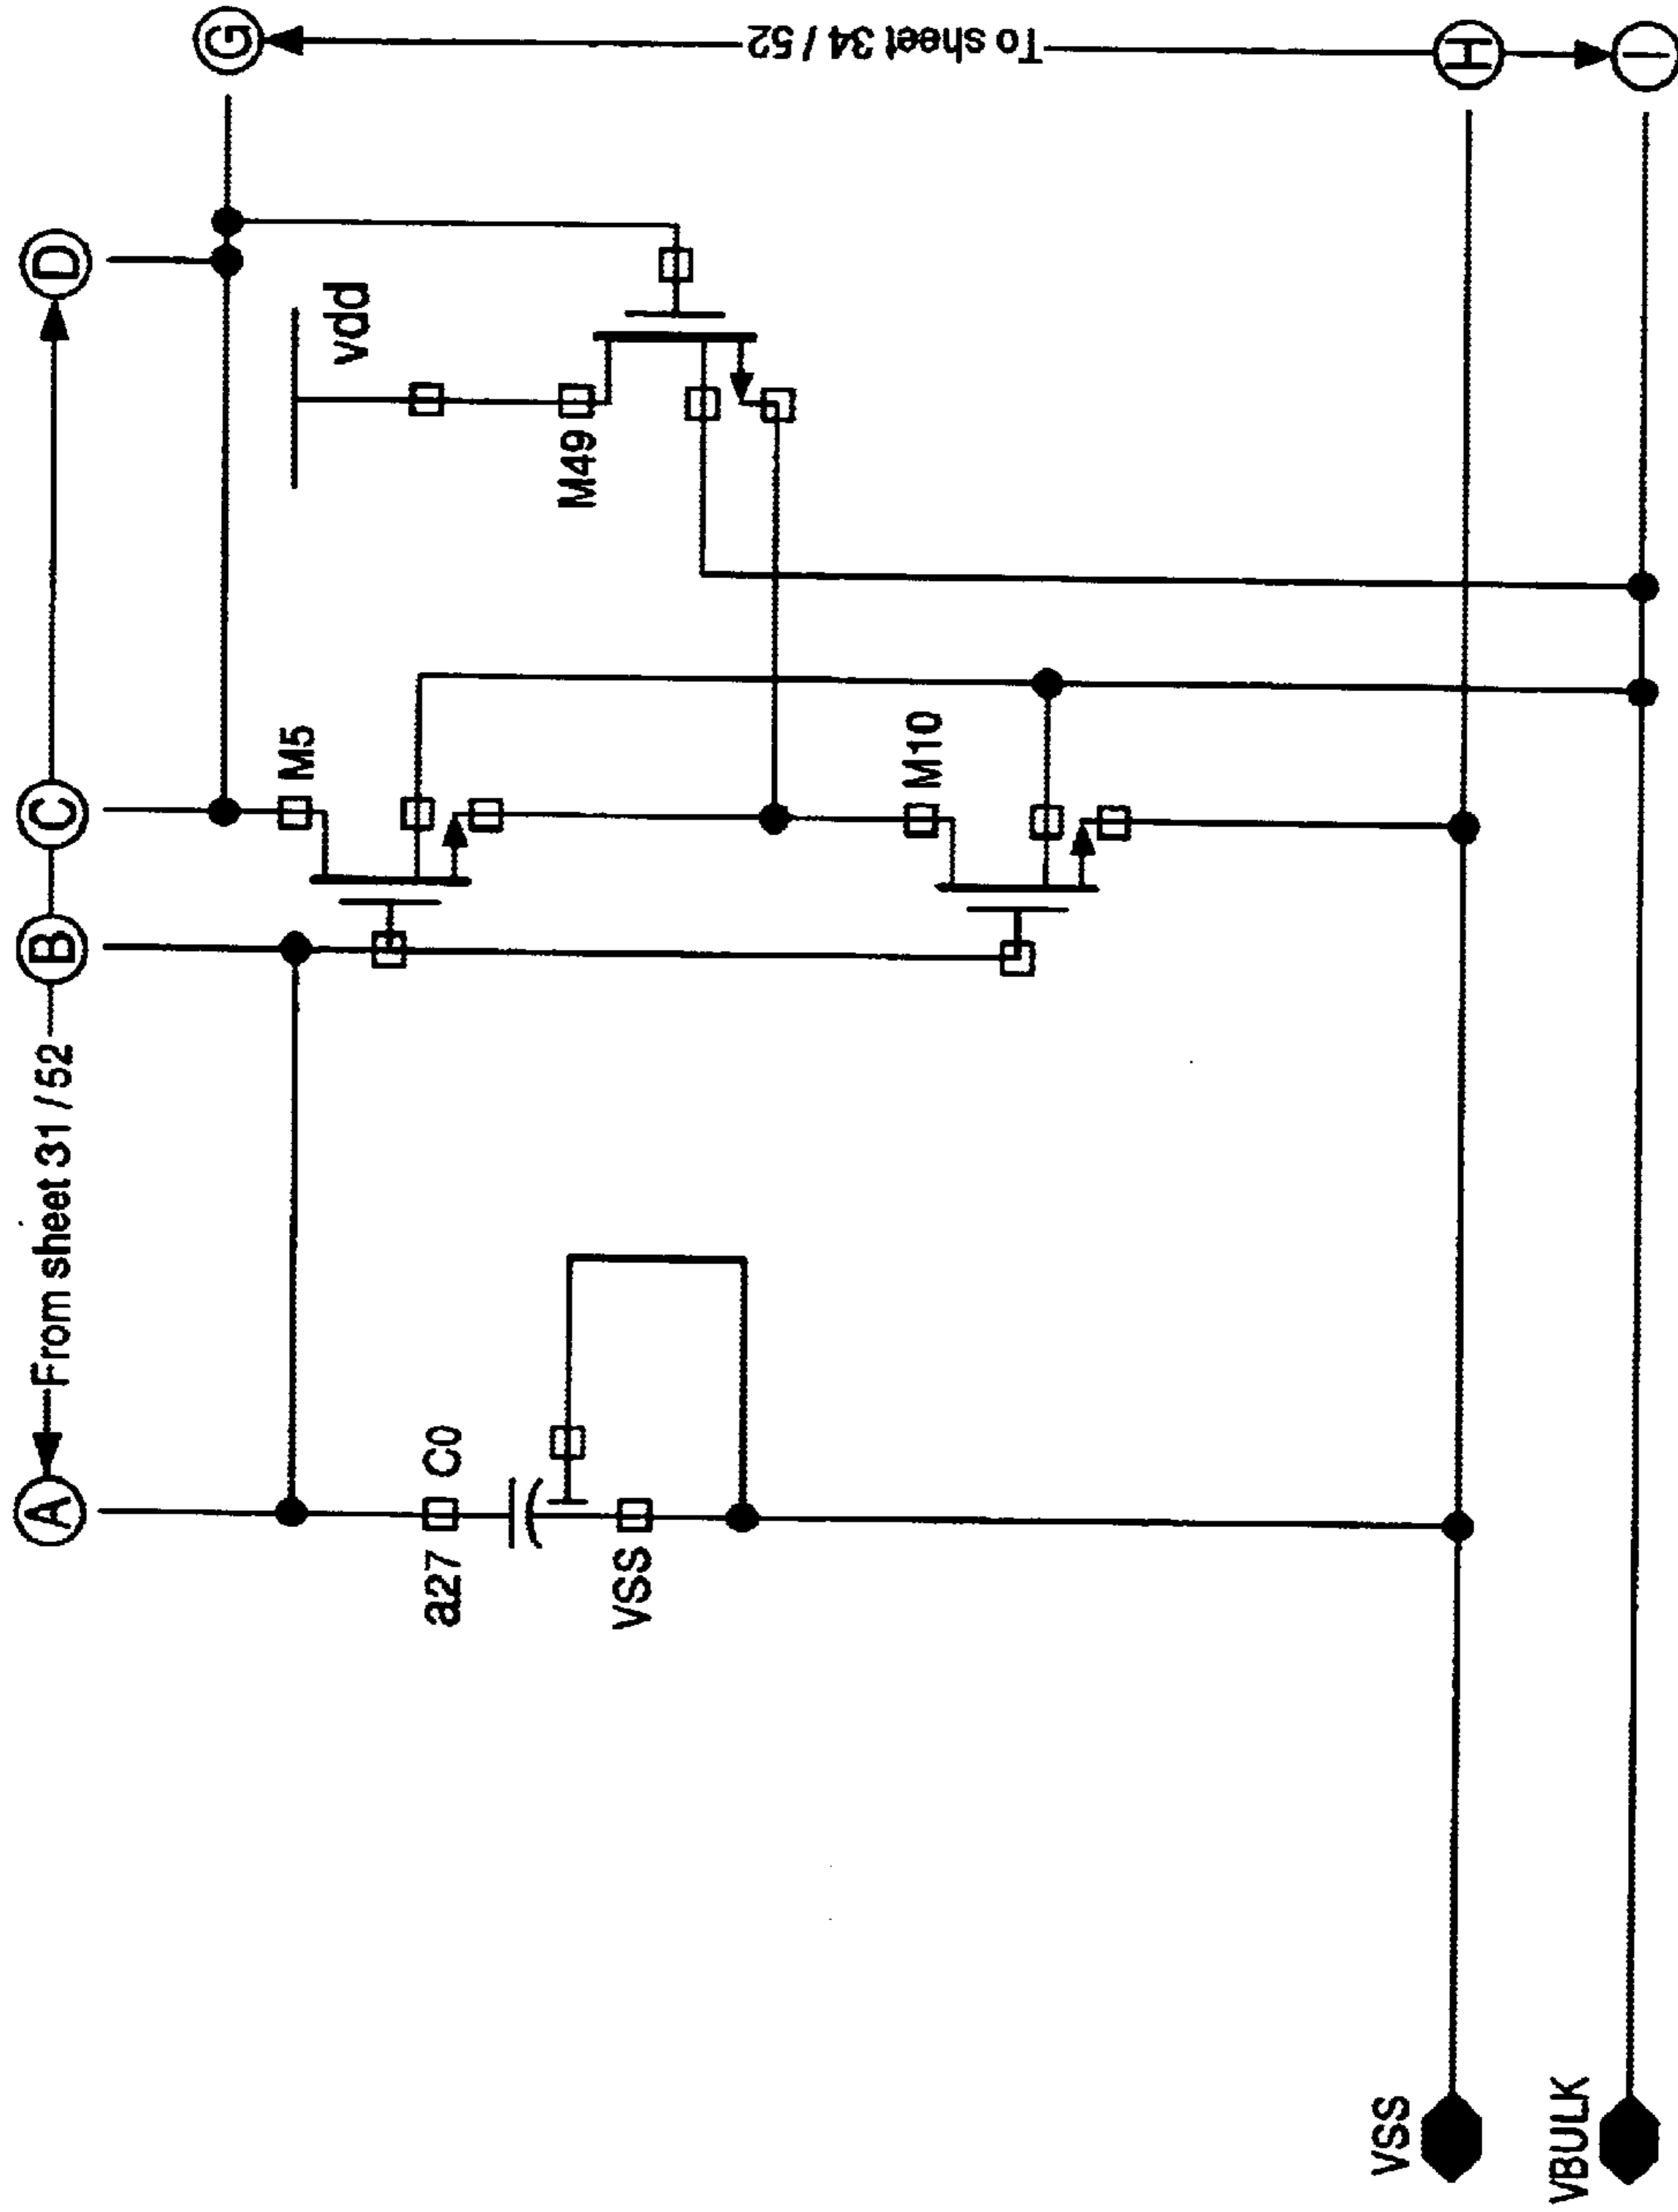 A
From sheet 31 / 52
B
C
D
G
To sheet 34 / 52
H
I
vdd
M49
M5
M10
a27
C0
VSS
VSS
VBULK